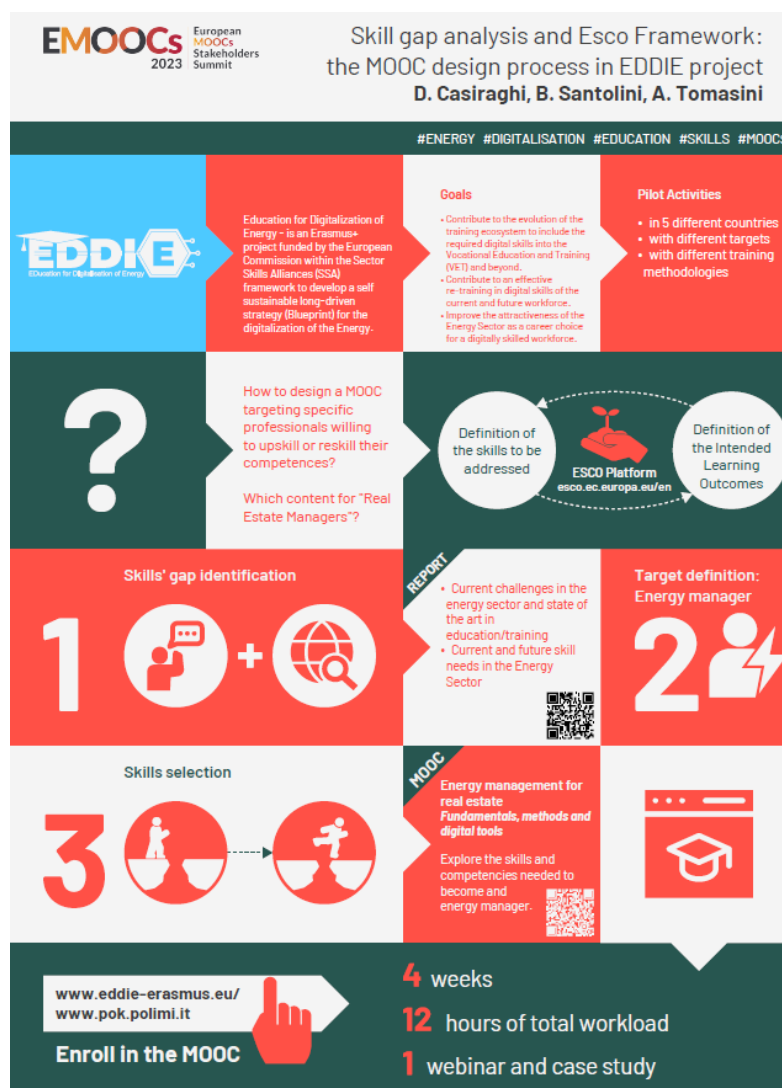 EMOOCs
2023
European
MOOCs
Stakeholders
Summit
Skill gap analysis and Esco Framework:
the MOOC design process in EDDIE project
D. Casiraghi, B. Santolini, A. Tomasini
#ENERGY #DIGITALISATION #EDUCATION #SKILLS #MOOCs
EDDIE
EDucation for Digitalisation of Energy
Education for Digitalization of
Energy - is an Erasmus+
project funded by the European
Commission within the Sector
Skills Alliances (SSA)
framework to develop a self
sustainable long-driven
strategy (Blueprint) for the
digitalization of the Energy.
Goals
• Contribute to the evolution of the
training ecosystem to include the
required digital skills into the
Vocational Education and Training
(VET) and beyond.
• Contribute to an effective
re-training in digital skills of the
current and future workforce.
• Improve the attractiveness of the
Energy Sector as a career choice
for a digitally skilled workforce.
Pilot Activities
• in 5 different countries
• with different targets
• with different training
methodologies
?
How to design a MOOC
targeting specific
professionals willing
to upskill or reskill their
competences?
Which content for "Real
Estate Managers"?
Definition of
the skills to be
addressed
ESCO Platform
esco.ec.europa.eu/en
Definition of
the Intended
Learning
Outcomes
1
Skills' gap identification
+
REPORT
• Current challenges in the
energy sector and state of
the art in
education/training
• Current and future skill
needs in the Energy
Sector
Target definition:
Energy manager
2
3
Skills selection
MOOC
Energy management for
real estate
Fundamentals, methods and
digital tools
Explore the skills and
competencies needed to
become and
energy manager.
www.eddie-erasmus.eu/
www.pok.polimi.it
Enroll in the MOOC
4 weeks
12 hours of total workload
1 webinar and case study